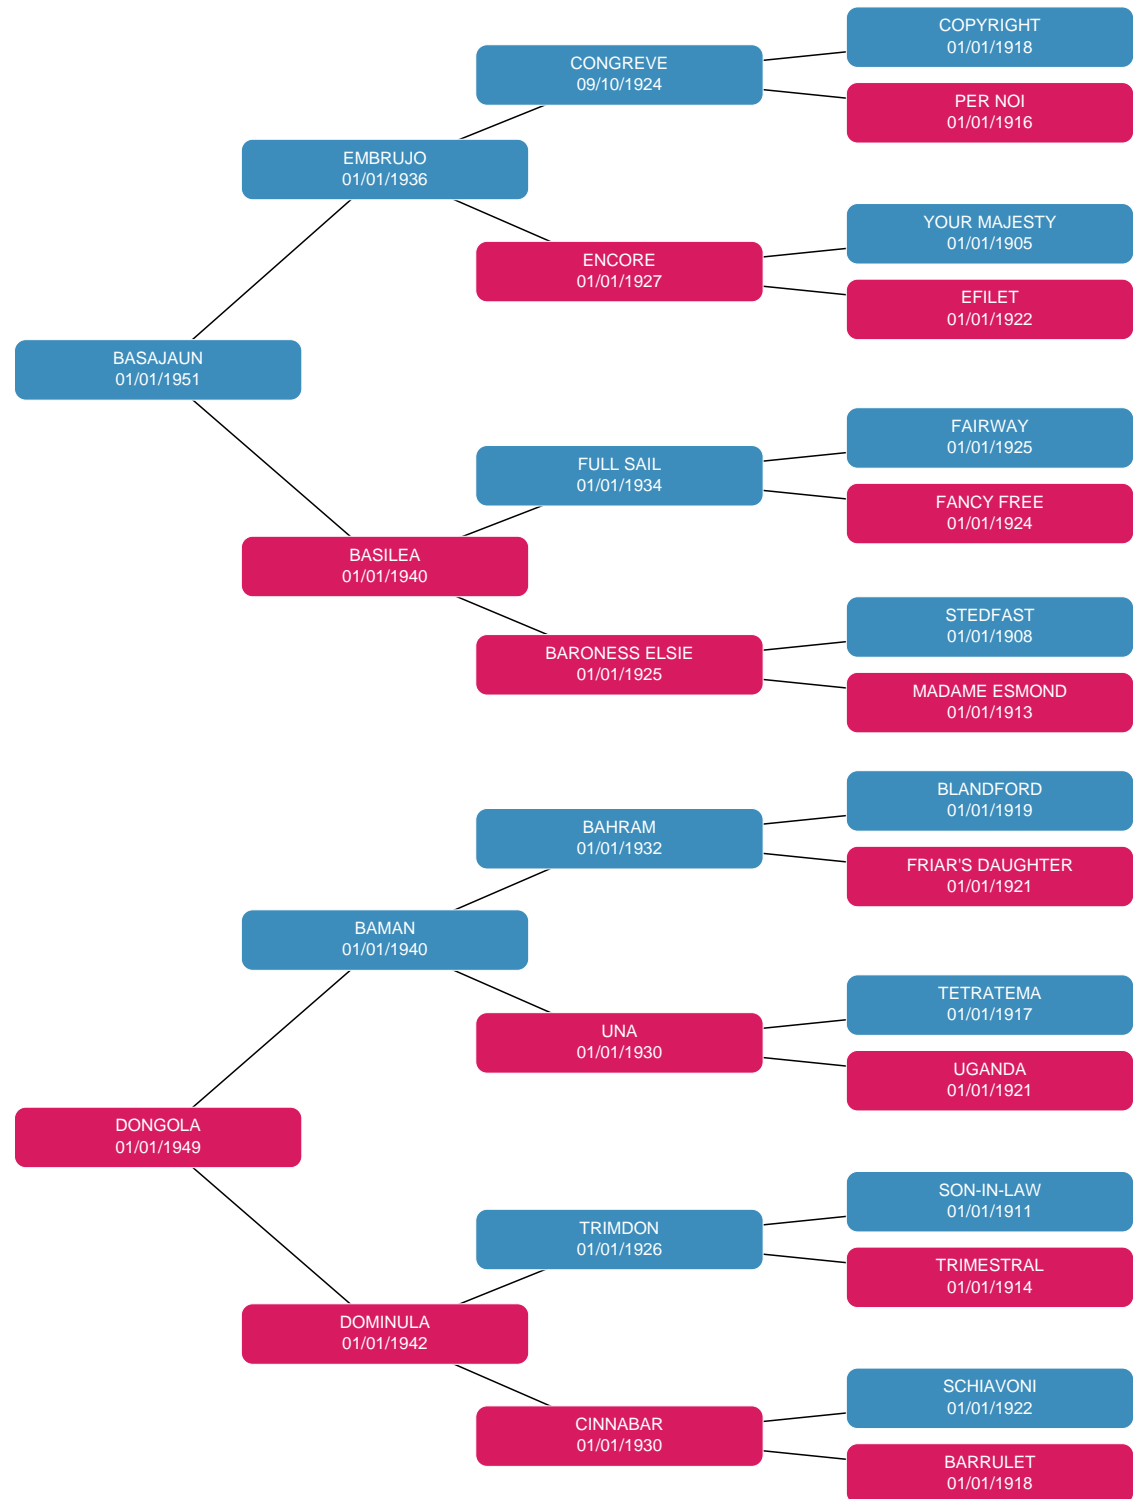 COPYRIGHT
01/01/1918
CONGREVE
09/10/1924
PER NOI
01/01/1916
EMBRUJO
01/01/1936
YOUR MAJESTY
01/01/1905
ENCORE
01/01/1927
EFILET
01/01/1922
BASAJAUN
01/01/1951
FAIRWAY
01/01/1925
FULL SAIL
01/01/1934
FANCY FREE
01/01/1924
BASILEA
01/01/1940
STEDFAST
01/01/1908
BARONESS ELSIE
01/01/1925
MADAME ESMOND
01/01/1913
BLANDFORD
01/01/1919
BAHRAM
01/01/1932
FRIAR'S DAUGHTER
01/01/1921
BAMAN
01/01/1940
TETRATEMA
01/01/1917
UNA
01/01/1930
UGANDA
01/01/1921
DONGOLA
01/01/1949
SON-IN-LAW
01/01/1911
TRIMDON
01/01/1926
TRIMESTRAL
01/01/1914
DOMINULA
01/01/1942
SCHIAVONI
01/01/1922
CINNABAR
01/01/1930
BARRULET
01/01/1918